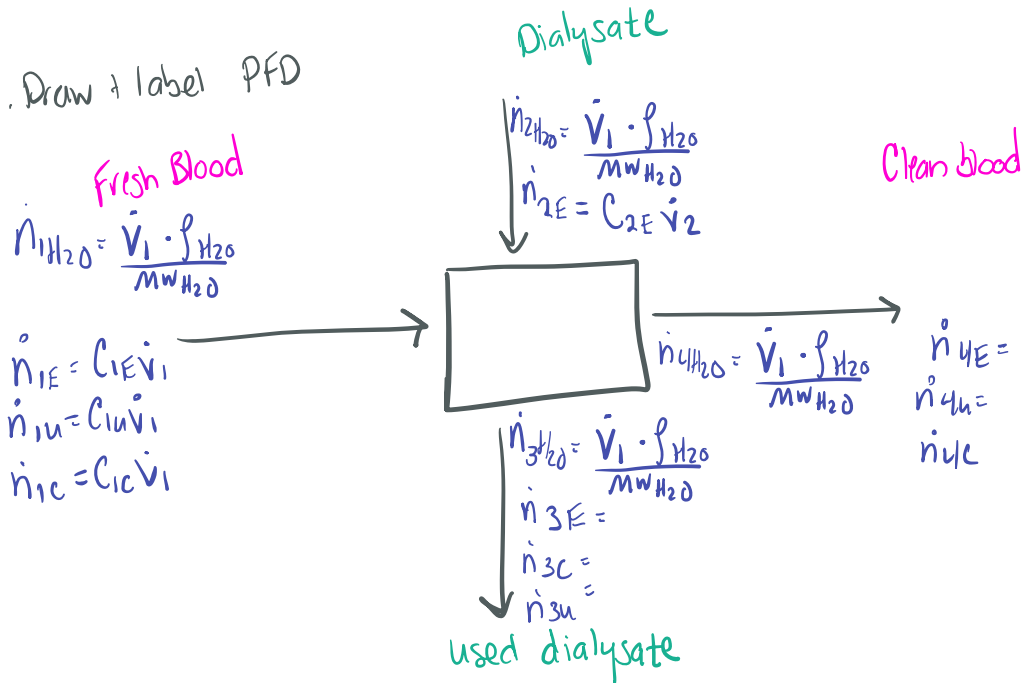 Dialysate
. Draw + label PFD
ṅ2H2O = V̇1 · ρH2O / MWH2O
ṅ2E = C2E V̇2
Fresh Blood
ṅ1H2O = V̇1 · ρH2O / MWH2O
ṅ1E = C1E V̇1
ṅ1u = C1u V̇1
ṅ1c = C1c V̇1
Clean blood
ṅ4H2O = V̇1 · ρH2O / MWH2O
ṅ4E =
ṅ4u =
ṅ4c
ṅ3H2O = V̇1 · ρH2O / MWH2O
ṅ3E =
ṅ3c =
ṅ3u =
used dialysate